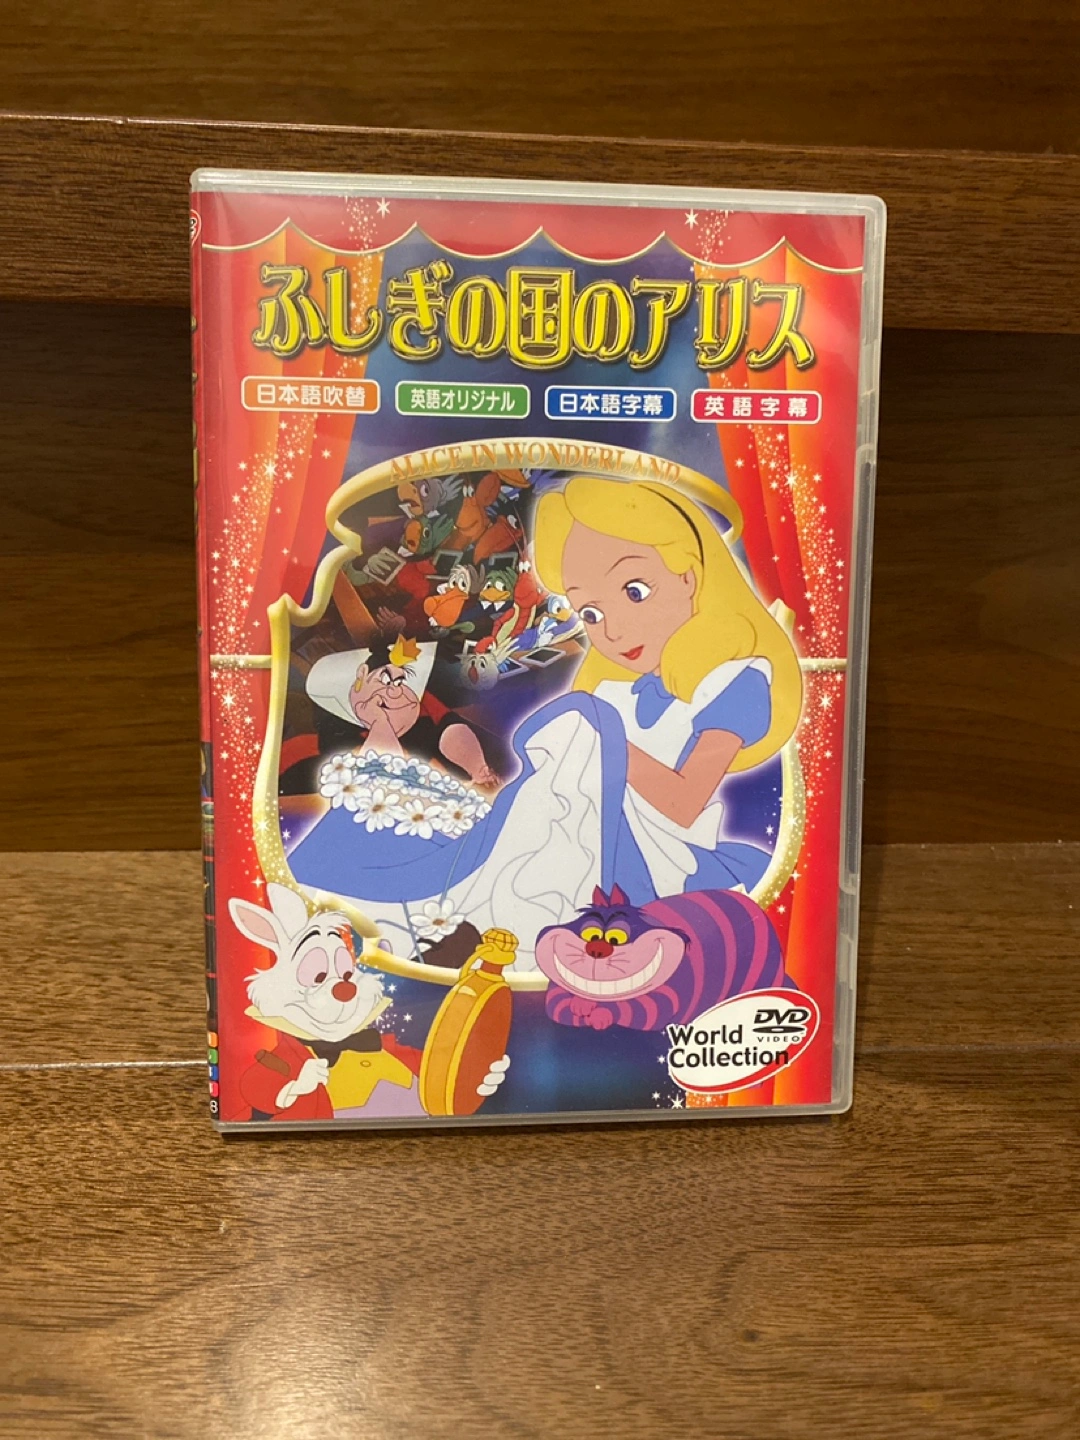 ふしぎの国のアリス
日本語吹替
英語オリジナル
日本語字幕
英語字幕
ALICE IN WONDERLAND
DVD
VIDEO
World
Collection